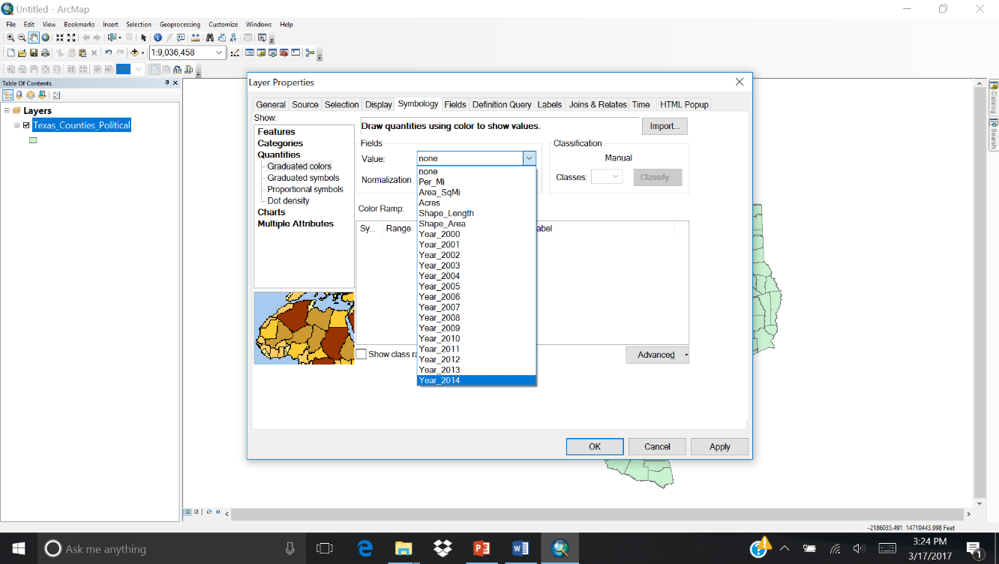 Untitled - ArcMap
File Edit View Bookmarks Insert Selection Geoprocessing Customize Windows Help
1:9,036,458
Table Of Contents
Layers
Texas_Counties_Political
Layer Properties
General Source Selection Display Symbology Fields Definition Query Labels Joins & Relates Time HTML Popup
Show:
Features
Categories
Quantities
Graduated colors
Graduated symbols
Proportional symbols
Dot density
Charts
Multiple Attributes
Draw quantities using color to show values.
Import...
Fields
Value: none
Normalization
Classification
Manual
Classes:
Classify...
Color Ramp:
Sy... Range abel
none
Per_Mi
Area_SqMi
Acres
Shape_Length
Shape_Area
Year_2000
Year_2001
Year_2002
Year_2003
Year_2004
Year_2005
Year_2006
Year_2007
Year_2008
Year_2009
Year_2010
Year_2011
Year_2012
Year_2013
Year_2014
Show class ra
Advanced
OK Cancel Apply
Catalog
Search
-2186035.491 14710443.998 Feet
Ask me anything
3:24 PM
3/17/2017
1